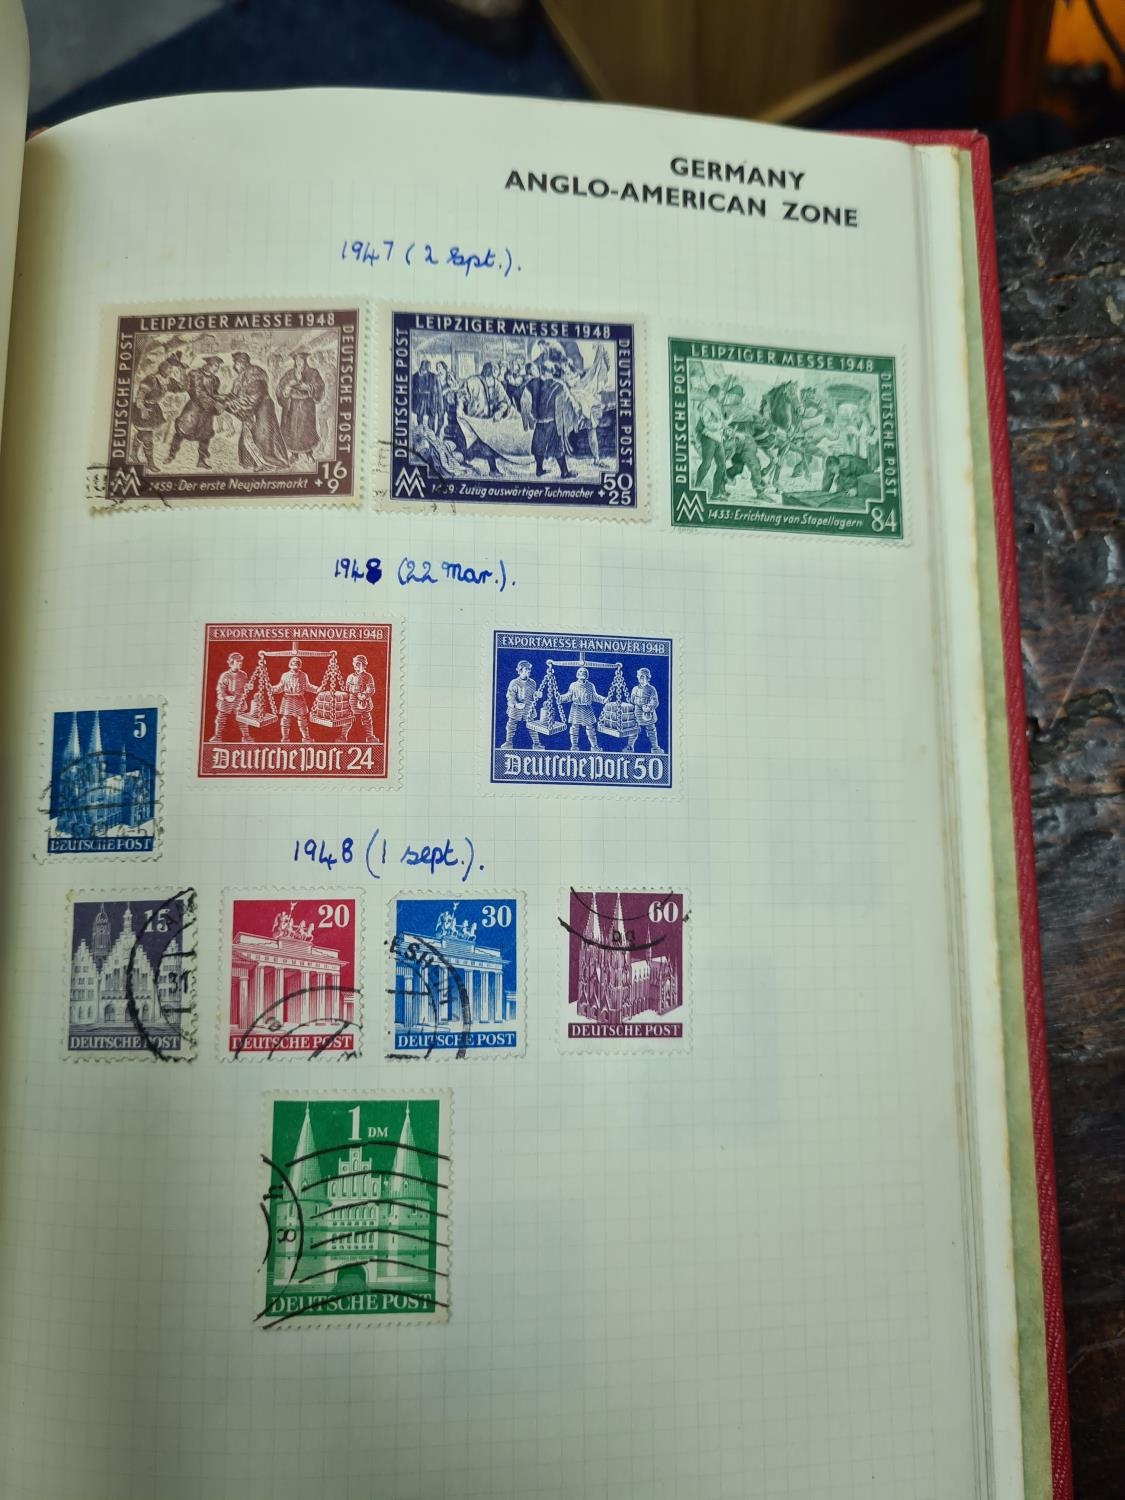 GERMANY
ANGLO-AMERICAN ZONE
1947 (2 Sept.).
LEIPZIGER MESSE 1948
DEUTSCHE POST
DEUTSCHE POST
16
+9
1459: Der erste Neujahrsmarkt
LEIPZIGER MESSE 1948
DEUTSCHE POST
DEUTSCHE POST
50
+25
1469: Zuzug auswärtiger Tuchmacher
LEIPZIGER MESSE 1948
DEUTSCHE POST
DEUTSCHE POST
1433: Errichtung von Stapellagern
84
1948 (22 Mar.).
EXPORTMESSE HANNOVER 1948
Deutsche Post 24
EXPORTMESSE HANNOVER 1948
Deutsche Post 50
5
DEUTSCHE POST
1948 (1 sept.).
15
DEUTSCHE POST
20
DEUTSCHE POST
30
DEUTSCHE POST
60
DEUTSCHE POST
1 DM
DEUTSCHE POST